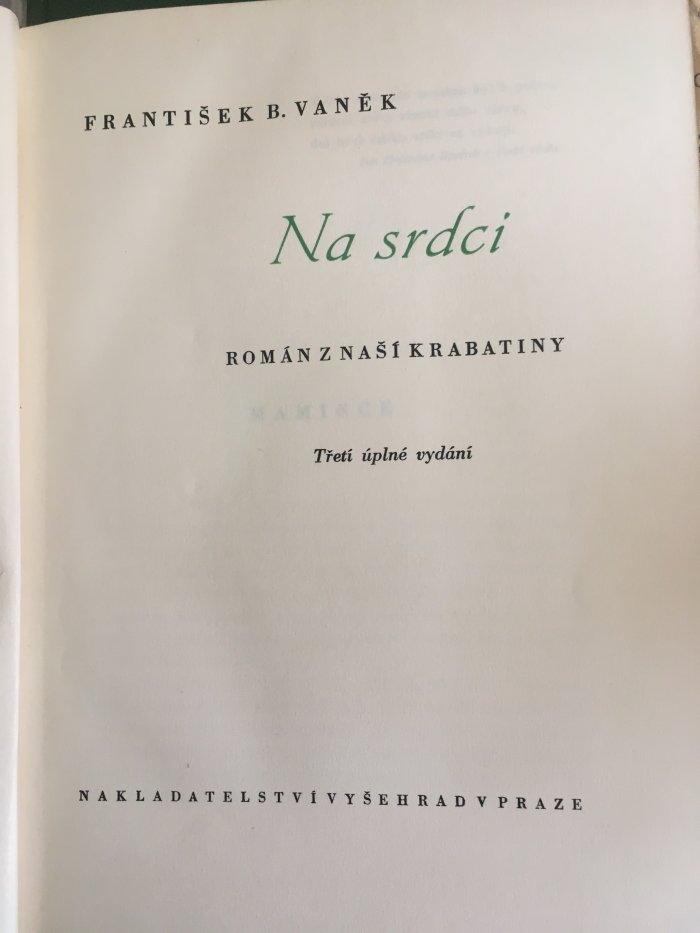 FRANTIŠEK B. VANĚK
Na srdci
ROMÁN Z NAŠÍ KRABATINY
MAMINCE
Třetí úplné vydání
NAKLADATELSTVÍ VYŠEHRAD V PRAZE